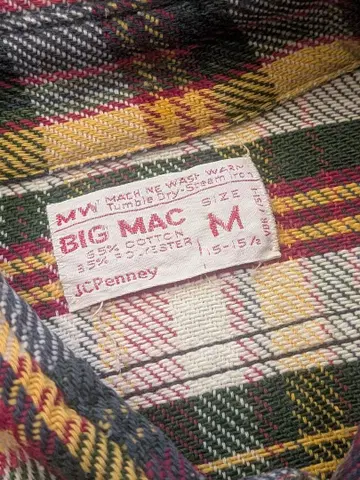 MW MACHINE WASH WARM
Tumble Dry-Steam Iron
BIG MAC
65% COTTON
35% POLYESTER
JCPenney
SIZE
M
15-15½